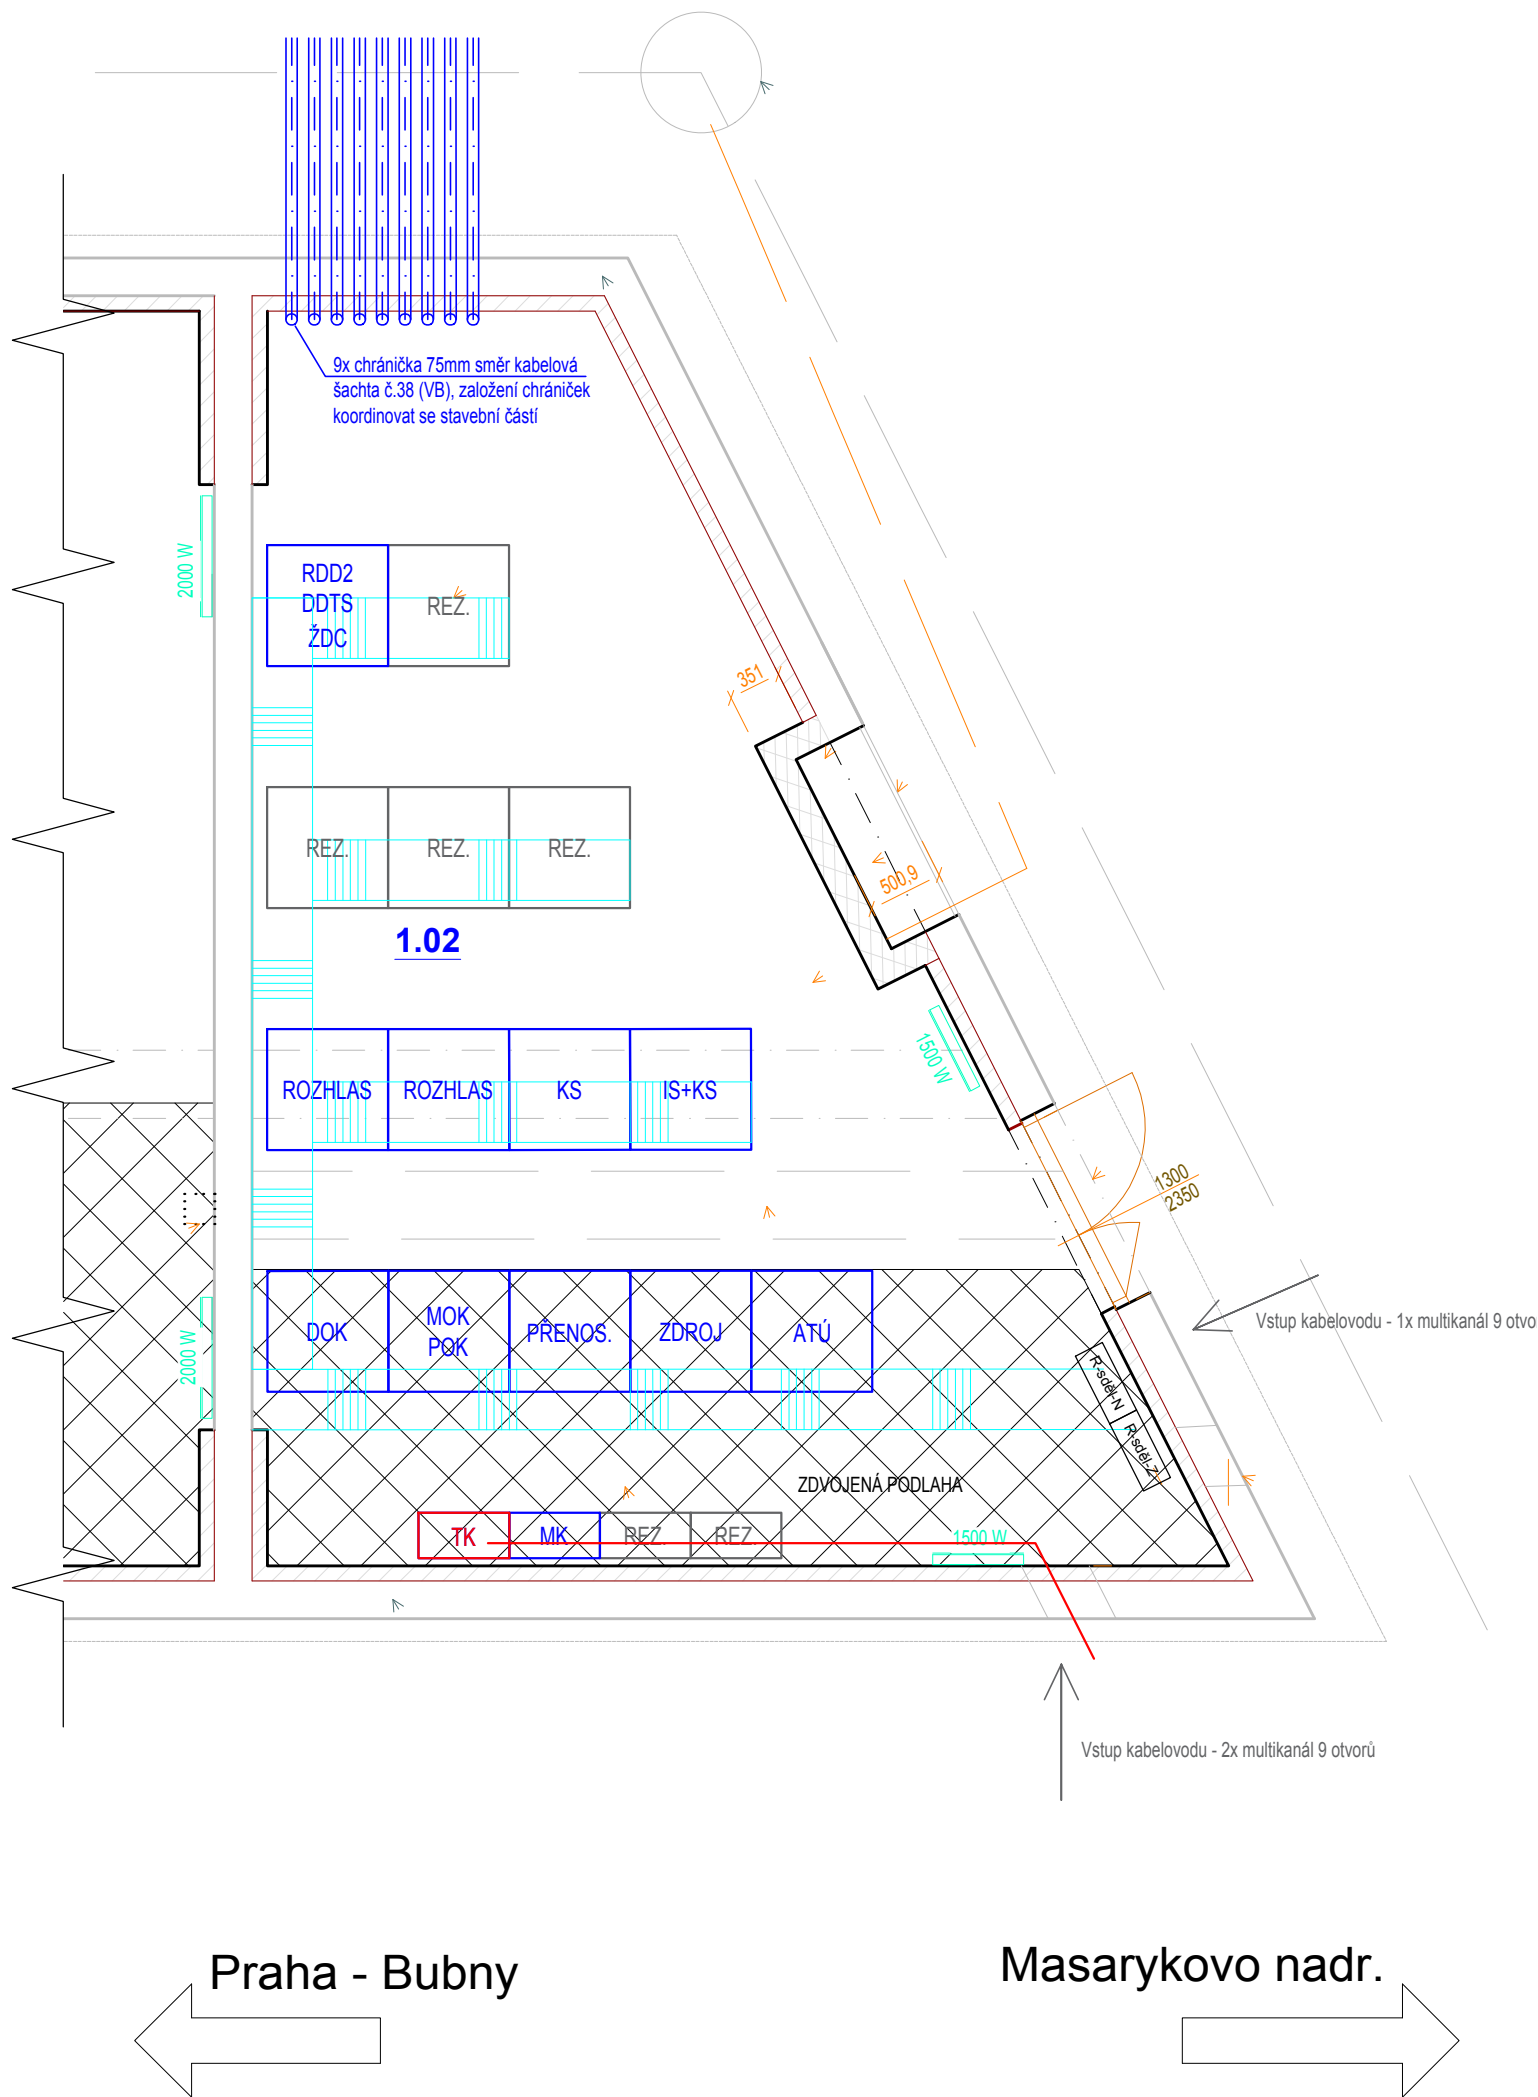 9x chránička 75mm směr kabelová
šachta č.38 (VB), založení chrániček
koordinovat se stavební částí
2000 W
RDD2
DDTS
ŽDC
REZ.
351
REZ.
REZ.
REZ.
500,9
1.02
1500 W
ROZHLAS
ROZHLAS
KS
IS+KS
1300
2350
2000 W
DOK
MOK
POK
PŘENOS.
ZDROJ
ATÚ
Vstup kabelovodu - 1x multikanál 9 otvo
R-sděl-N
R-sděl-Z
ZDVOJENÁ PODLAHA
TK
MK
REZ.
REZ.
1500 W
Vstup kabelovodu - 2x multikanál 9 otvorů
Praha - Bubny
Masarykovo nadr.